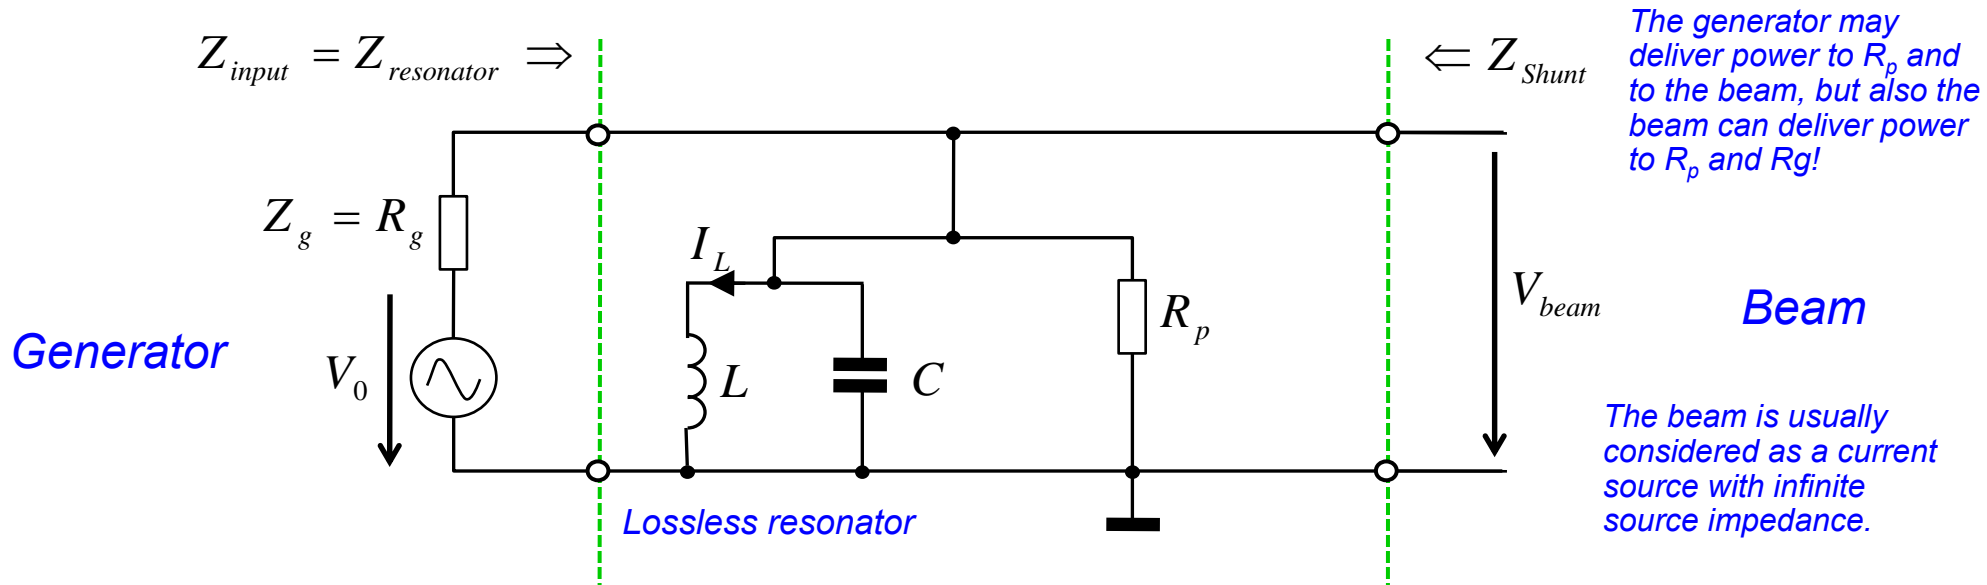 Z_input = Z_resonator ⇒
⇐ Z_Shunt
The generator may
deliver power to R_p and
to the beam, but also the
beam can deliver power
to R_p and Rg!
Z_g = R_g
I_L
Generator
V_0
L
C
R_p
V_beam
Beam
Lossless resonator
The beam is usually
considered as a current
source with infinite
source impedance.